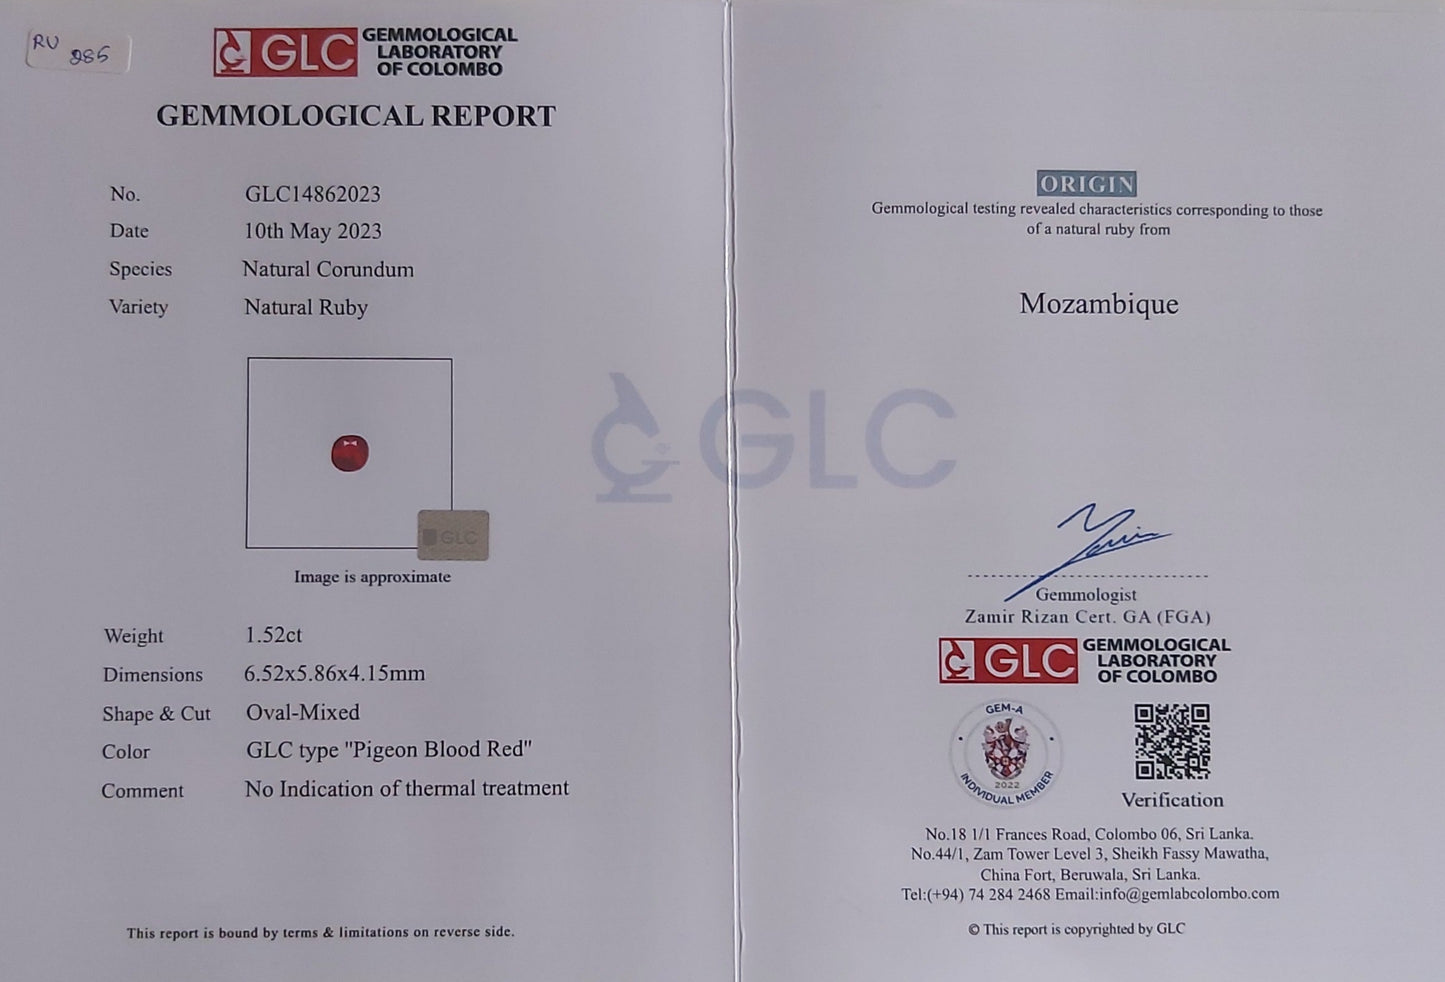 RU 285
GLC GEMMOLOGICAL
LABORATORY
OF COLOMBO
GEMMOLOGICAL REPORT
No. GLC14862023
Date 10th May 2023
Species Natural Corundum
Variety Natural Ruby
GLC
Image is approximate
Weight 1.52ct
Dimensions 6.52x5.86x4.15mm
Shape & Cut Oval-Mixed
Color GLC type "Pigeon Blood Red"
Comment No Indication of thermal treatment
This report is bound by terms & limitations on reverse side.
GLC
ORIGIN
Gemmological testing revealed characteristics corresponding to those
of a natural ruby from
Mozambique
Gemmologist
Zamir Rizan Cert. GA (FGA)
GLC GEMMOLOGICAL
LABORATORY
OF COLOMBO
GEM-A
2022
INDIVIDUAL MEMBER
Verification
No.18 1/1 Frances Road, Colombo 06, Sri Lanka.
No.44/1, Zam Tower Level 3, Sheikh Fassy Mawatha,
China Fort, Beruwala, Sri Lanka.
Tel:(+94) 74 284 2468 Email:info@gemlabcolombo.com
© This report is copyrighted by GLC